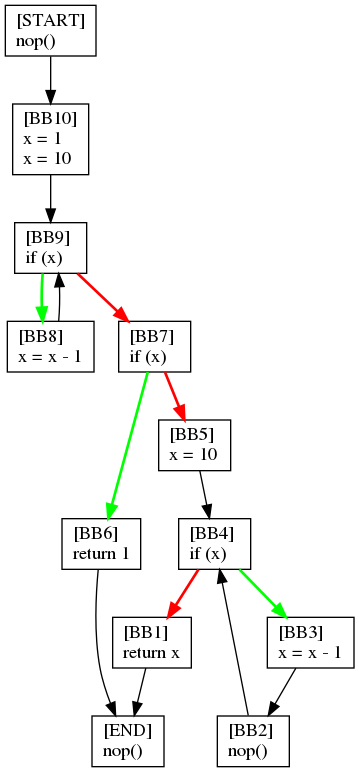 [START]
nop()
[BB10]
x = 1
x = 10
[BB9]
if (x)
[BB8]
x = x - 1
[BB7]
if (x)
[BB5]
x = 10
[BB6]
return 1
[BB4]
if (x)
[BB1]
return x
[BB3]
x = x - 1
[END]
nop()
[BB2]
nop()